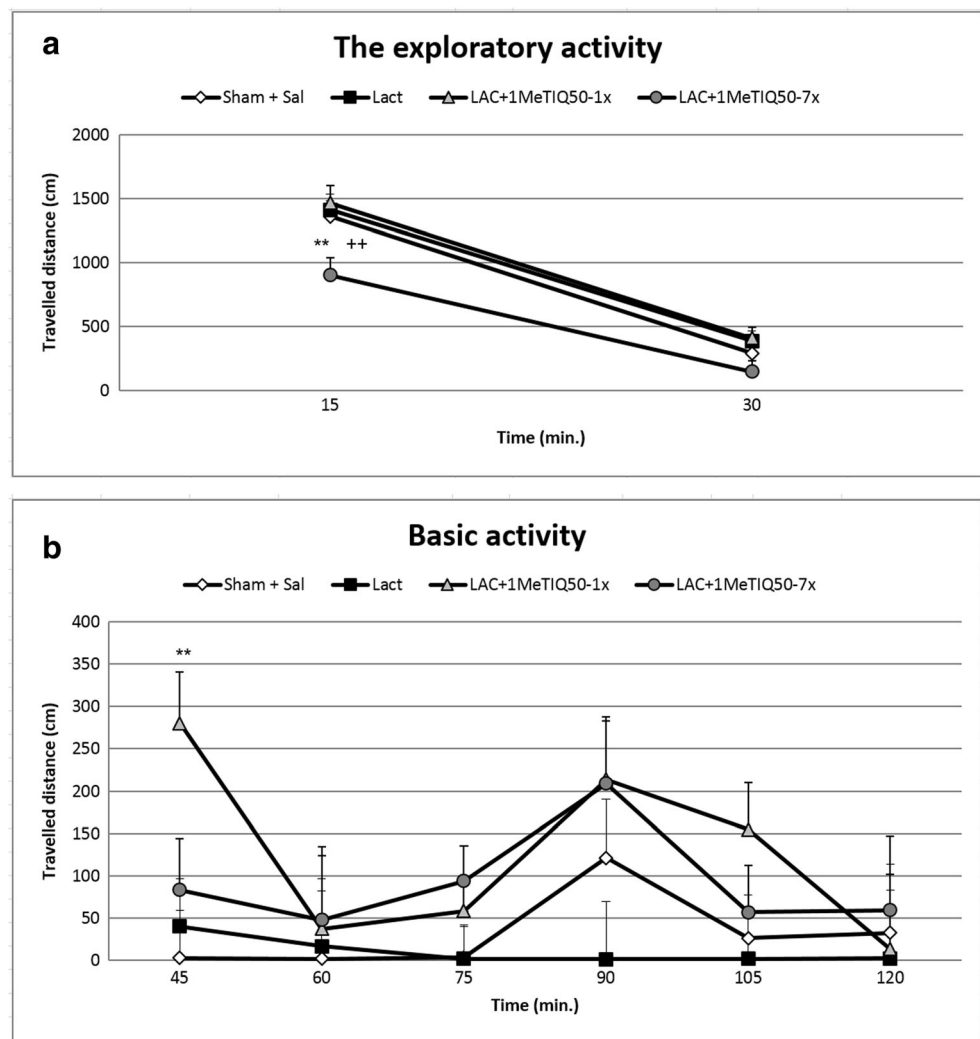 a
The exploratory activity
Sham + Sal Lact LAC+1MeTIQ50-1x LAC+1MeTIQ50-7x
2000
1500
** ++
1000
500
0
Travelled distance (cm)
15 30
Time (min.)
b
Basic activity
Sham + Sal Lact LAC+1MeTIQ50-1x LAC+1MeTIQ50-7x
400
**
350
300
250
200
150
100
50
0
Travelled distance (cm)
45 60 75 90 105 120
Time (min.)